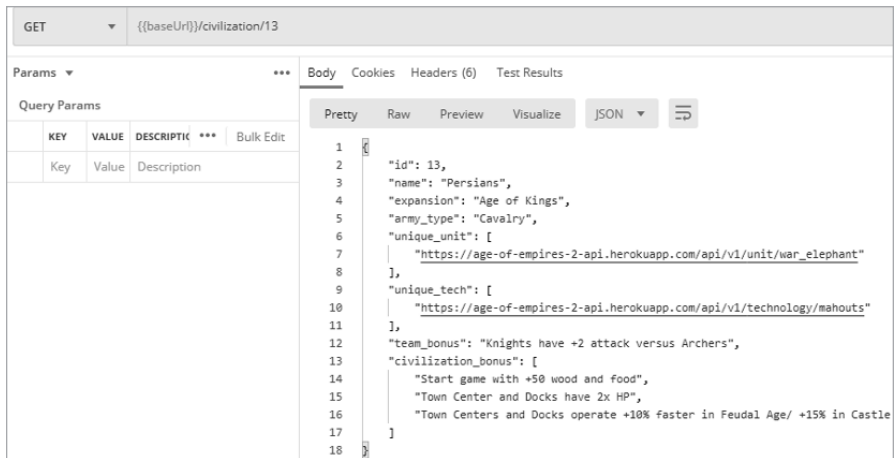 GET {{baseUrl}}/civilization/13
Params
Query Params
KEY VALUE DESCRIPTIC ••• Bulk Edit
Key Value Description
Body Cookies Headers (6) Test Results
Pretty Raw Preview Visualize JSON
1 {
2 "id": 13,
3 "name": "Persians",
4 "expansion": "Age of Kings",
5 "army_type": "Cavalry",
6 "unique_unit": [
7 "https://age-of-empires-2-api.herokuapp.com/api/v1/unit/war_elephant"
8 ],
9 "unique_tech": [
10 "https://age-of-empires-2-api.herokuapp.com/api/v1/technology/mahouts"
11 ],
12 "team_bonus": "Knights have +2 attack versus Archers",
13 "civilization_bonus": [
14 "Start game with +50 wood and food",
15 "Town Center and Docks have 2x HP",
16 "Town Centers and Docks operate +10% faster in Feudal Age/ +15% in Castle
17 ]
18 }